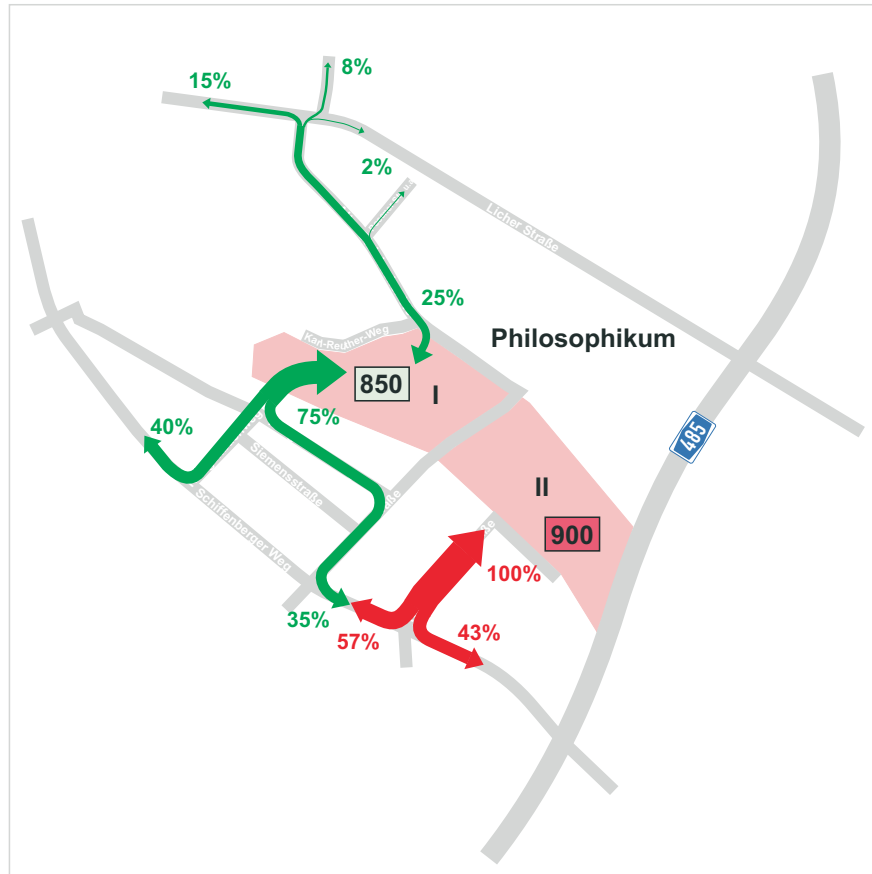 8%
15%
2%
Licher Straße
25%
Karl-Reuther-Weg
Philosophikum
850
I
75%
40%
485
Siemensstraße
II
Schiffenberger Weg
900
100%
35%
57%
43%